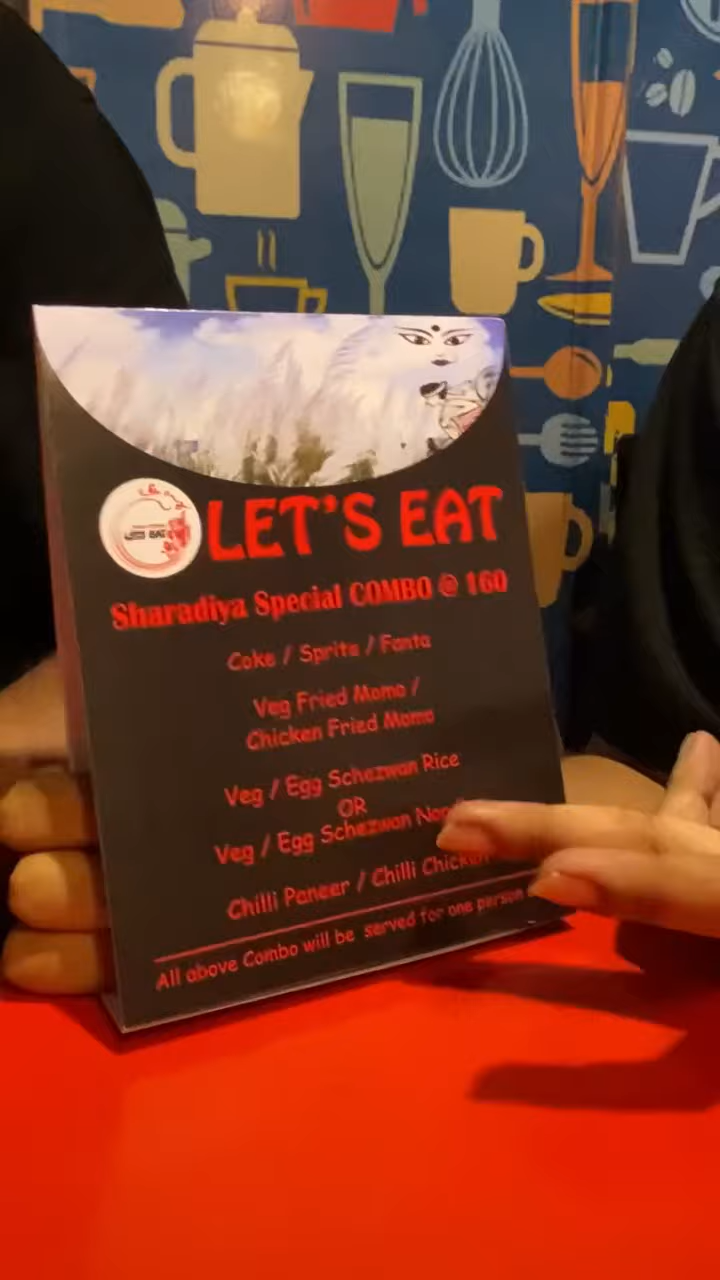 LET'S EAT
Sharadiya Special COMBO @ 160
Coke / Sprite / Fanta
Veg Fried Momo /
Chicken Fried Momo
Veg / Egg Schezwan Rice
OR
Veg / Egg Schezwan
Chilli Paneer / Chilli Chicken
All above Combo will be served for one person